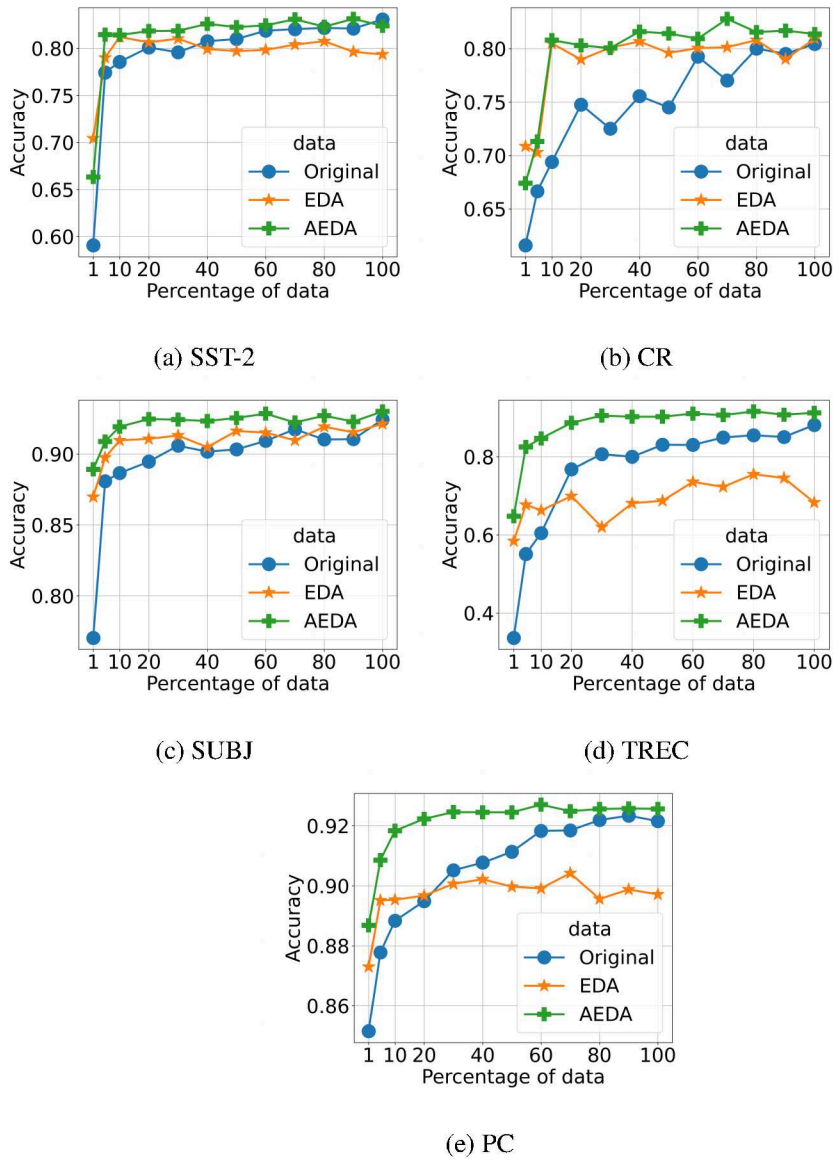 Accuracy
0.80
0.75
0.70
0.65
0.60
data
Original
EDA
AEDA
1 10 20 40 60 80 100
Percentage of data
(a) SST-2
Accuracy
0.80
0.75
0.70
0.65
data
Original
EDA
AEDA
1 10 20 40 60 80 100
Percentage of data
(b) CR
Accuracy
0.90
0.85
0.80
data
Original
EDA
AEDA
1 10 20 40 60 80 100
Percentage of data
(c) SUBJ
Accuracy
0.8
0.6
0.4
data
Original
EDA
AEDA
1 10 20 40 60 80 100
Percentage of data
(d) TREC
Accuracy
0.92
0.90
0.88
0.86
data
Original
EDA
AEDA
1 10 20 40 60 80 100
Percentage of data
(e) PC